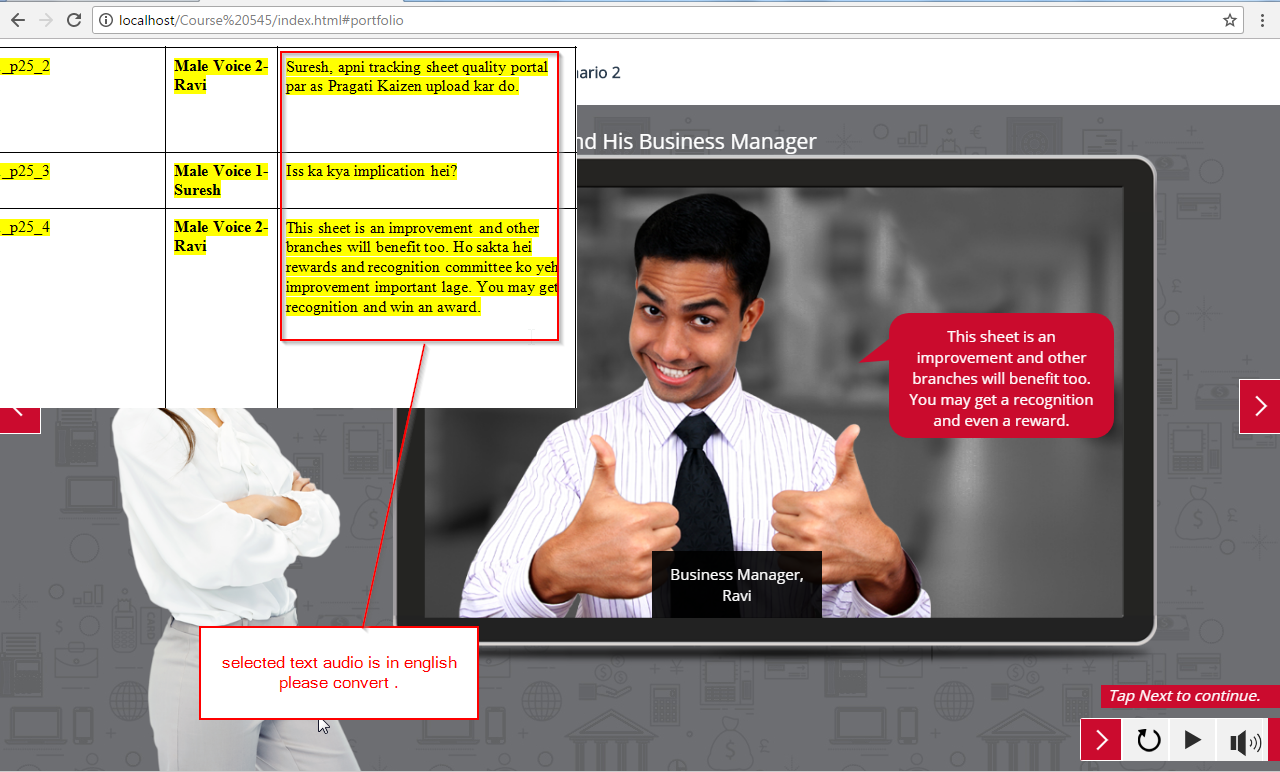 localhost/Course%20545/index.html#portfolio
_p25_2
Male Voice 2-
Ravi
Suresh, apni tracking sheet quality portal
par as Pragati Kaizen upload kar do.
_p25_3
Male Voice 1-
Suresh
Iss ka kya implication hei?
_p25_4
Male Voice 2-
Ravi
This sheet is an improvement and other
branches will benefit too. Ho sakta hei
rewards and recognition committee ko yeh
improvement important lage. You may get
recognition and win an award.
nario 2
nd His Business Manager
This sheet is an
improvement and other
branches will benefit too.
You may get a recognition
and even a reward.
Business Manager,
Ravi
selected text audio is in english
please convert .
Tap Next to continue.